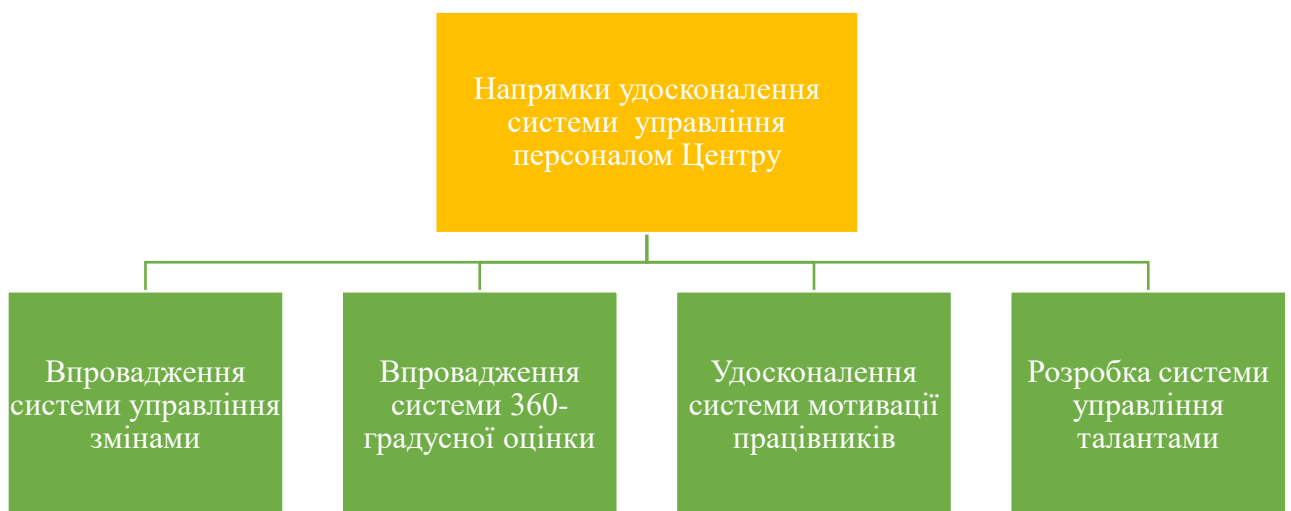 Напрямки удосконалення
системи управління
персоналом Центру
Впровадження
системи управління
змінами
Впровадження
системи 360-
градусної оцінки
Удосконалення
системи мотивації
працівників
Розробка системи
управління
талантами